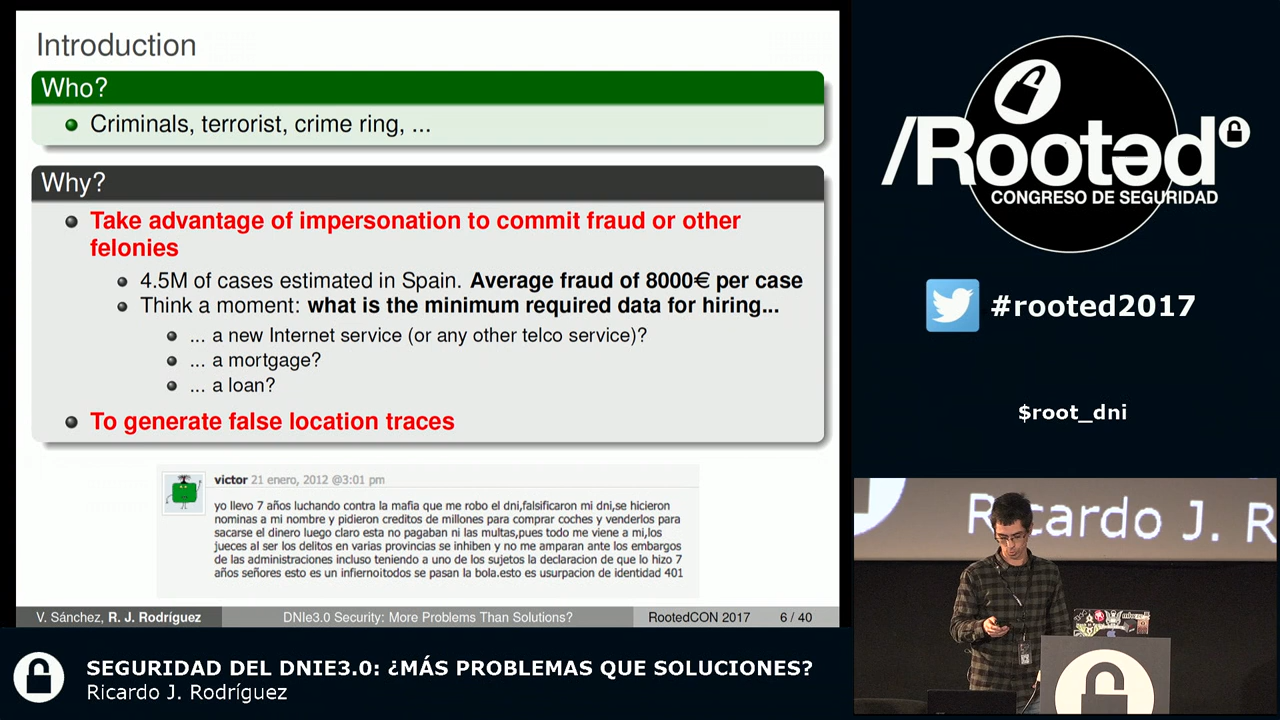 Introduction
Who?
Criminals, terrorist, crime ring, ...
Why?
Take advantage of impersonation to commit fraud or other
felonies
4.5M of cases estimated in Spain. Average fraud of 8000€ per case
Think a moment: what is the minimum required data for hiring...
... a new Internet service (or any other telco service)?
... a mortgage?
... a loan?
To generate false location traces
victor 21 enero, 2012 @3:01 pm
yo llevo 7 años luchando contra la mafia que me robo el dni,falsificaron mi dni,se hicieron
nominas a mi nombre y pidieron creditos de millones para comprar coches y venderlos para
sacarse el dinero luego claro esta no pagaban ni las multas,pues todo me viene a mi,los
jueces al ser los delitos en varias provincias se inhiben y no me amparan ante los embargos
de las administraciones incluso teniendo a uno de los sujetos la declaracion de que lo hizo 7
años señores esto es un infiernoitodos se pasan la bola.esto es usurpacion de identidad 401
V. Sánchez, R. J. Rodríguez
DNIe3.0 Security: More Problems Than Solutions?
RootedCON 2017
6 / 40
/Rootəd
CONGRESO DE SEGURIDAD
#rooted2017
$root_dni
Ricardo J. R
SEGURIDAD DEL DNIE3.0: ¿MÁS PROBLEMAS QUE SOLUCIONES?
Ricardo J. Rodríguez